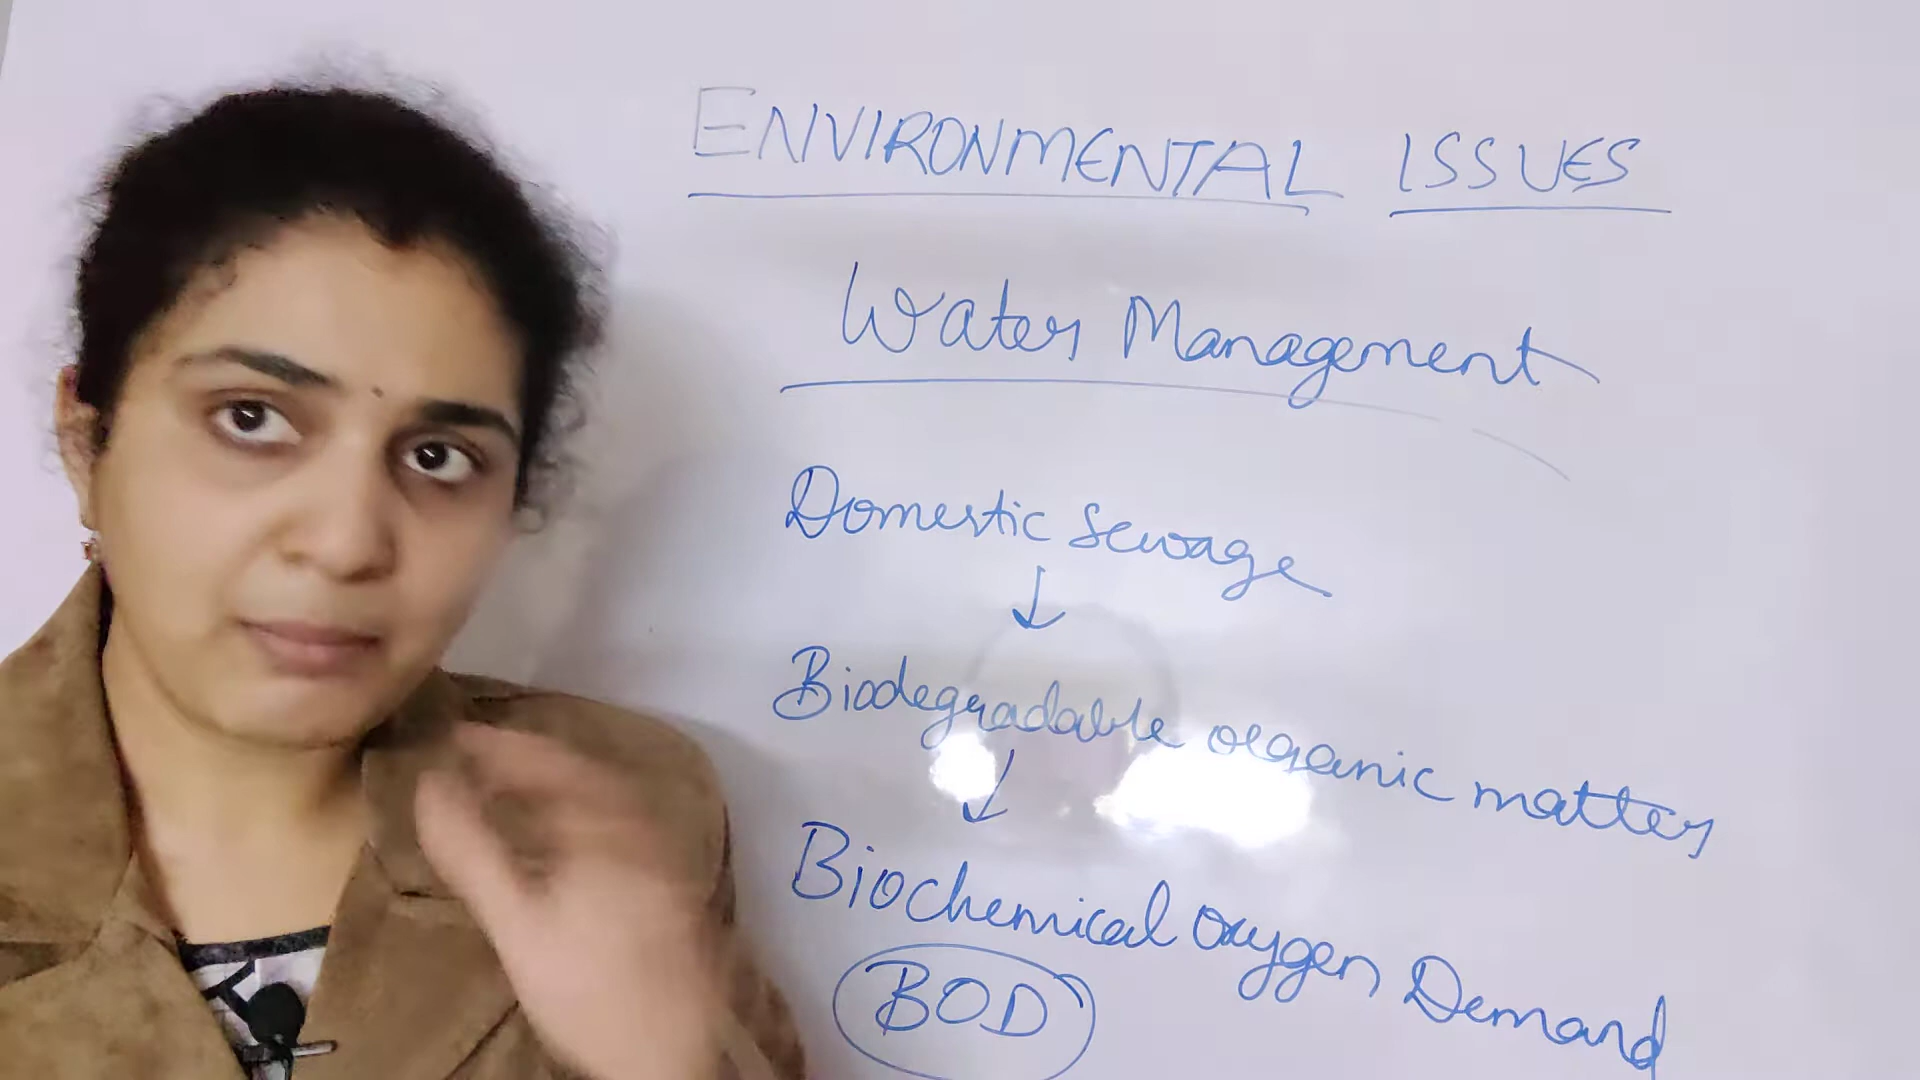 ENVIRONMENTAL ISSUES
Water Management
Domestic Sewage
↓
Biodegradable organic matter
↓
Biochemical Oxygen Demand
BOD